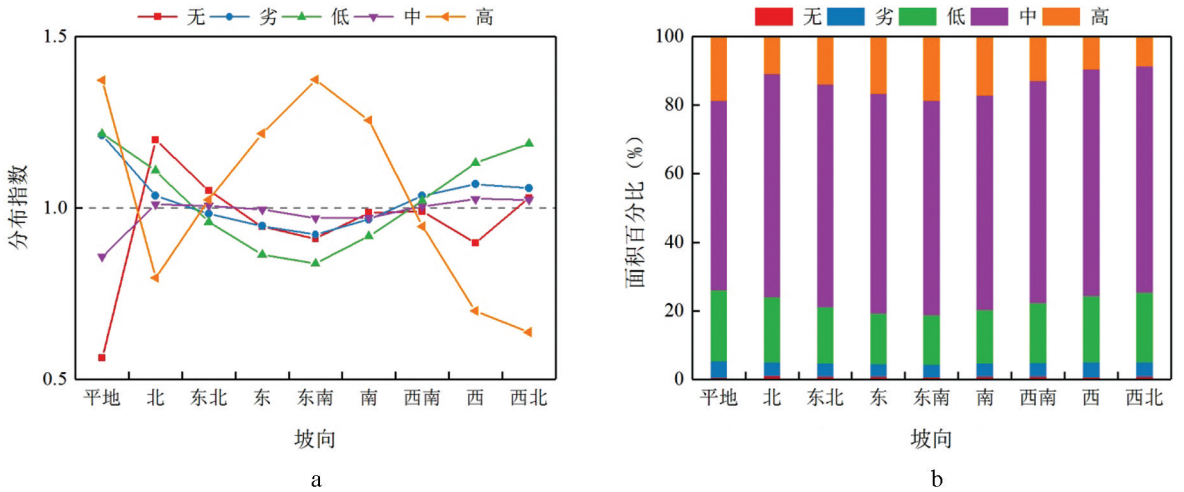 无 劣 低 中 高
1.5
1.0
0.5
分布指数
平地 北 东北 东 东南 南 西南 西 西北
坡向
a
无 劣 低 中 高
100
80
60
40
20
0
面积百分比（%）
平地 北 东北 东 东南 南 西南 西 西北
坡向
b